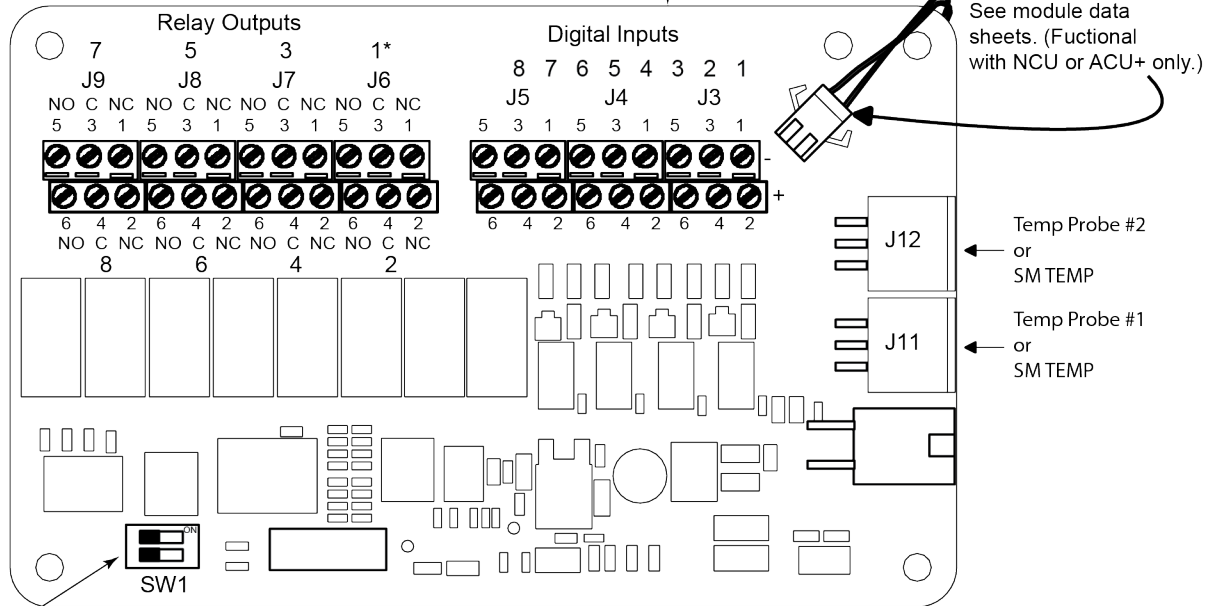 See module data
sheets. (Fuctional
with NCU or ACU+ only.)
Relay Outputs
7 5 3 1*
J9 J8 J7 J6
NO C NC NO C NC NO C NC NO C NC
5 3 1 5 3 1 5 3 1 5 3 1
6 4 2 6 4 2 6 4 2 6 4 2
NO C NC NO C NC NO C NC NO C NC
8 6 4 2
Digital Inputs
8 7 6 5 4 3 2 1
J5 J4 J3
5 3 1 5 3 1 5 3 1
-
+
6 4 2 6 4 2 6 4 2
J12
Temp Probe #2
or
SM TEMP
J11
Temp Probe #1
or
SM TEMP
ON
SW1